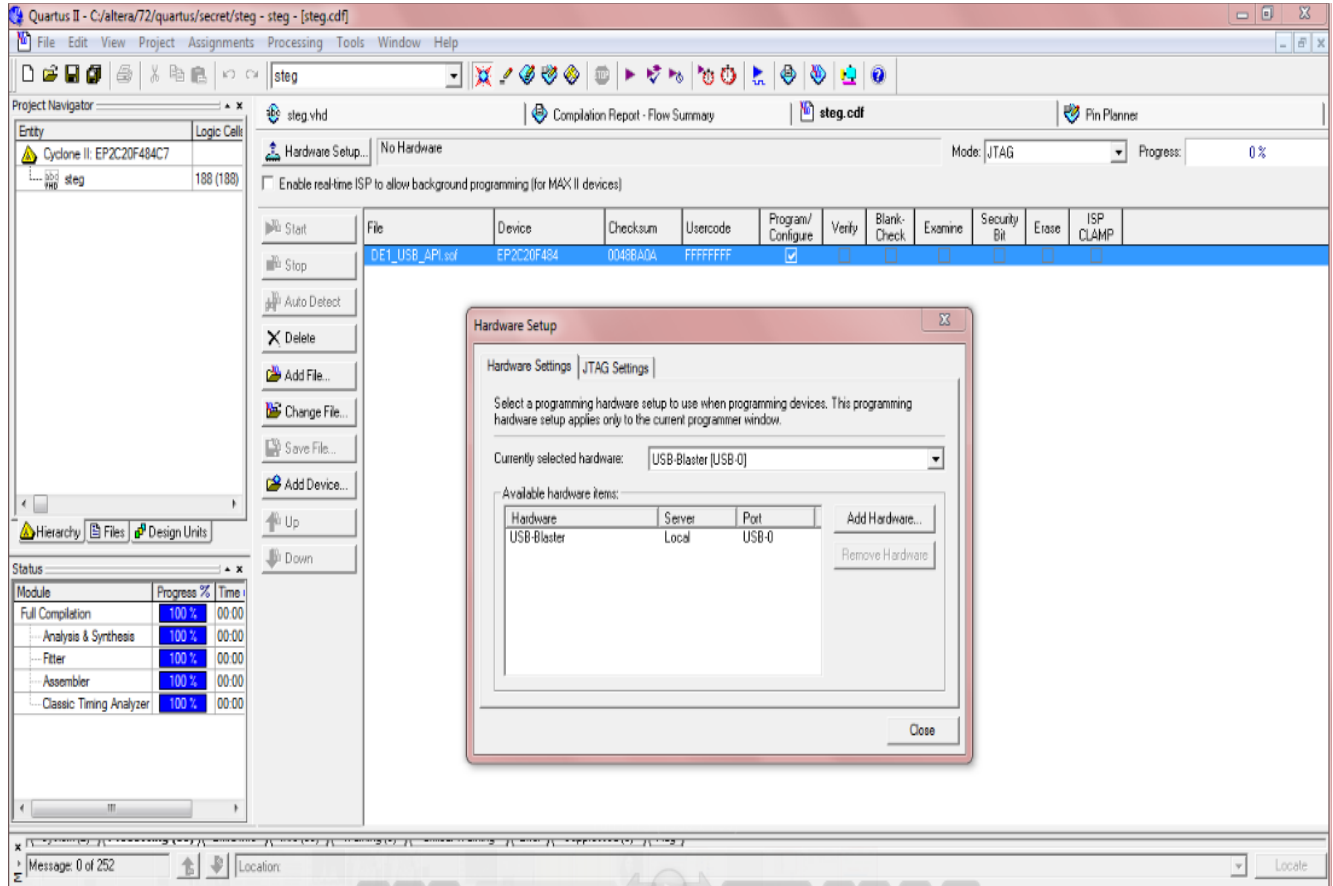 Quartus II - C:/altera/72/quartus/secret/steg - steg - [steg.cdf]
File Edit View Project Assignments Processing Tools Window Help
steg
Project Navigator
Entity Logic Cells
Cyclone II: EP2C20F484C7
steg 188 (188)
Hierarchy Files Design Units
Status
Module Progress % Time
Full Compilation 100 % 00:00
Analysis & Synthesis 100 % 00:00
Fitter 100 % 00:00
Assembler 100 % 00:00
Classic Timing Analyzer 100 % 00:00
steg.vhd Compilation Report - Flow Summary steg.cdf Pin Planner
Hardware Setup... No Hardware Mode: JTAG Progress: 0 %
Enable real-time ISP to allow background programming (for MAX II devices)
Start
Stop
Auto Detect
Delete
Add File...
Change File...
Save File...
Add Device...
Up
Down
File Device Checksum Usercode Program/ Configure Verify Blank- Check Examine Security Bit Erase ISP CLAMP
DE1_USB_API.sof EP2C20F484 0048BA0A FFFFFFFF
Hardware Setup
Hardware Settings JTAG Settings
Select a programming hardware setup to use when programming devices. This programming
hardware setup applies only to the current programmer window.
Currently selected hardware: USB-Blaster [USB-0]
Available hardware items:
Hardware Server Port
USB-Blaster Local USB-0
Add Hardware...
Remove Hardware
Close
Message: 0 of 252 Location: Locate